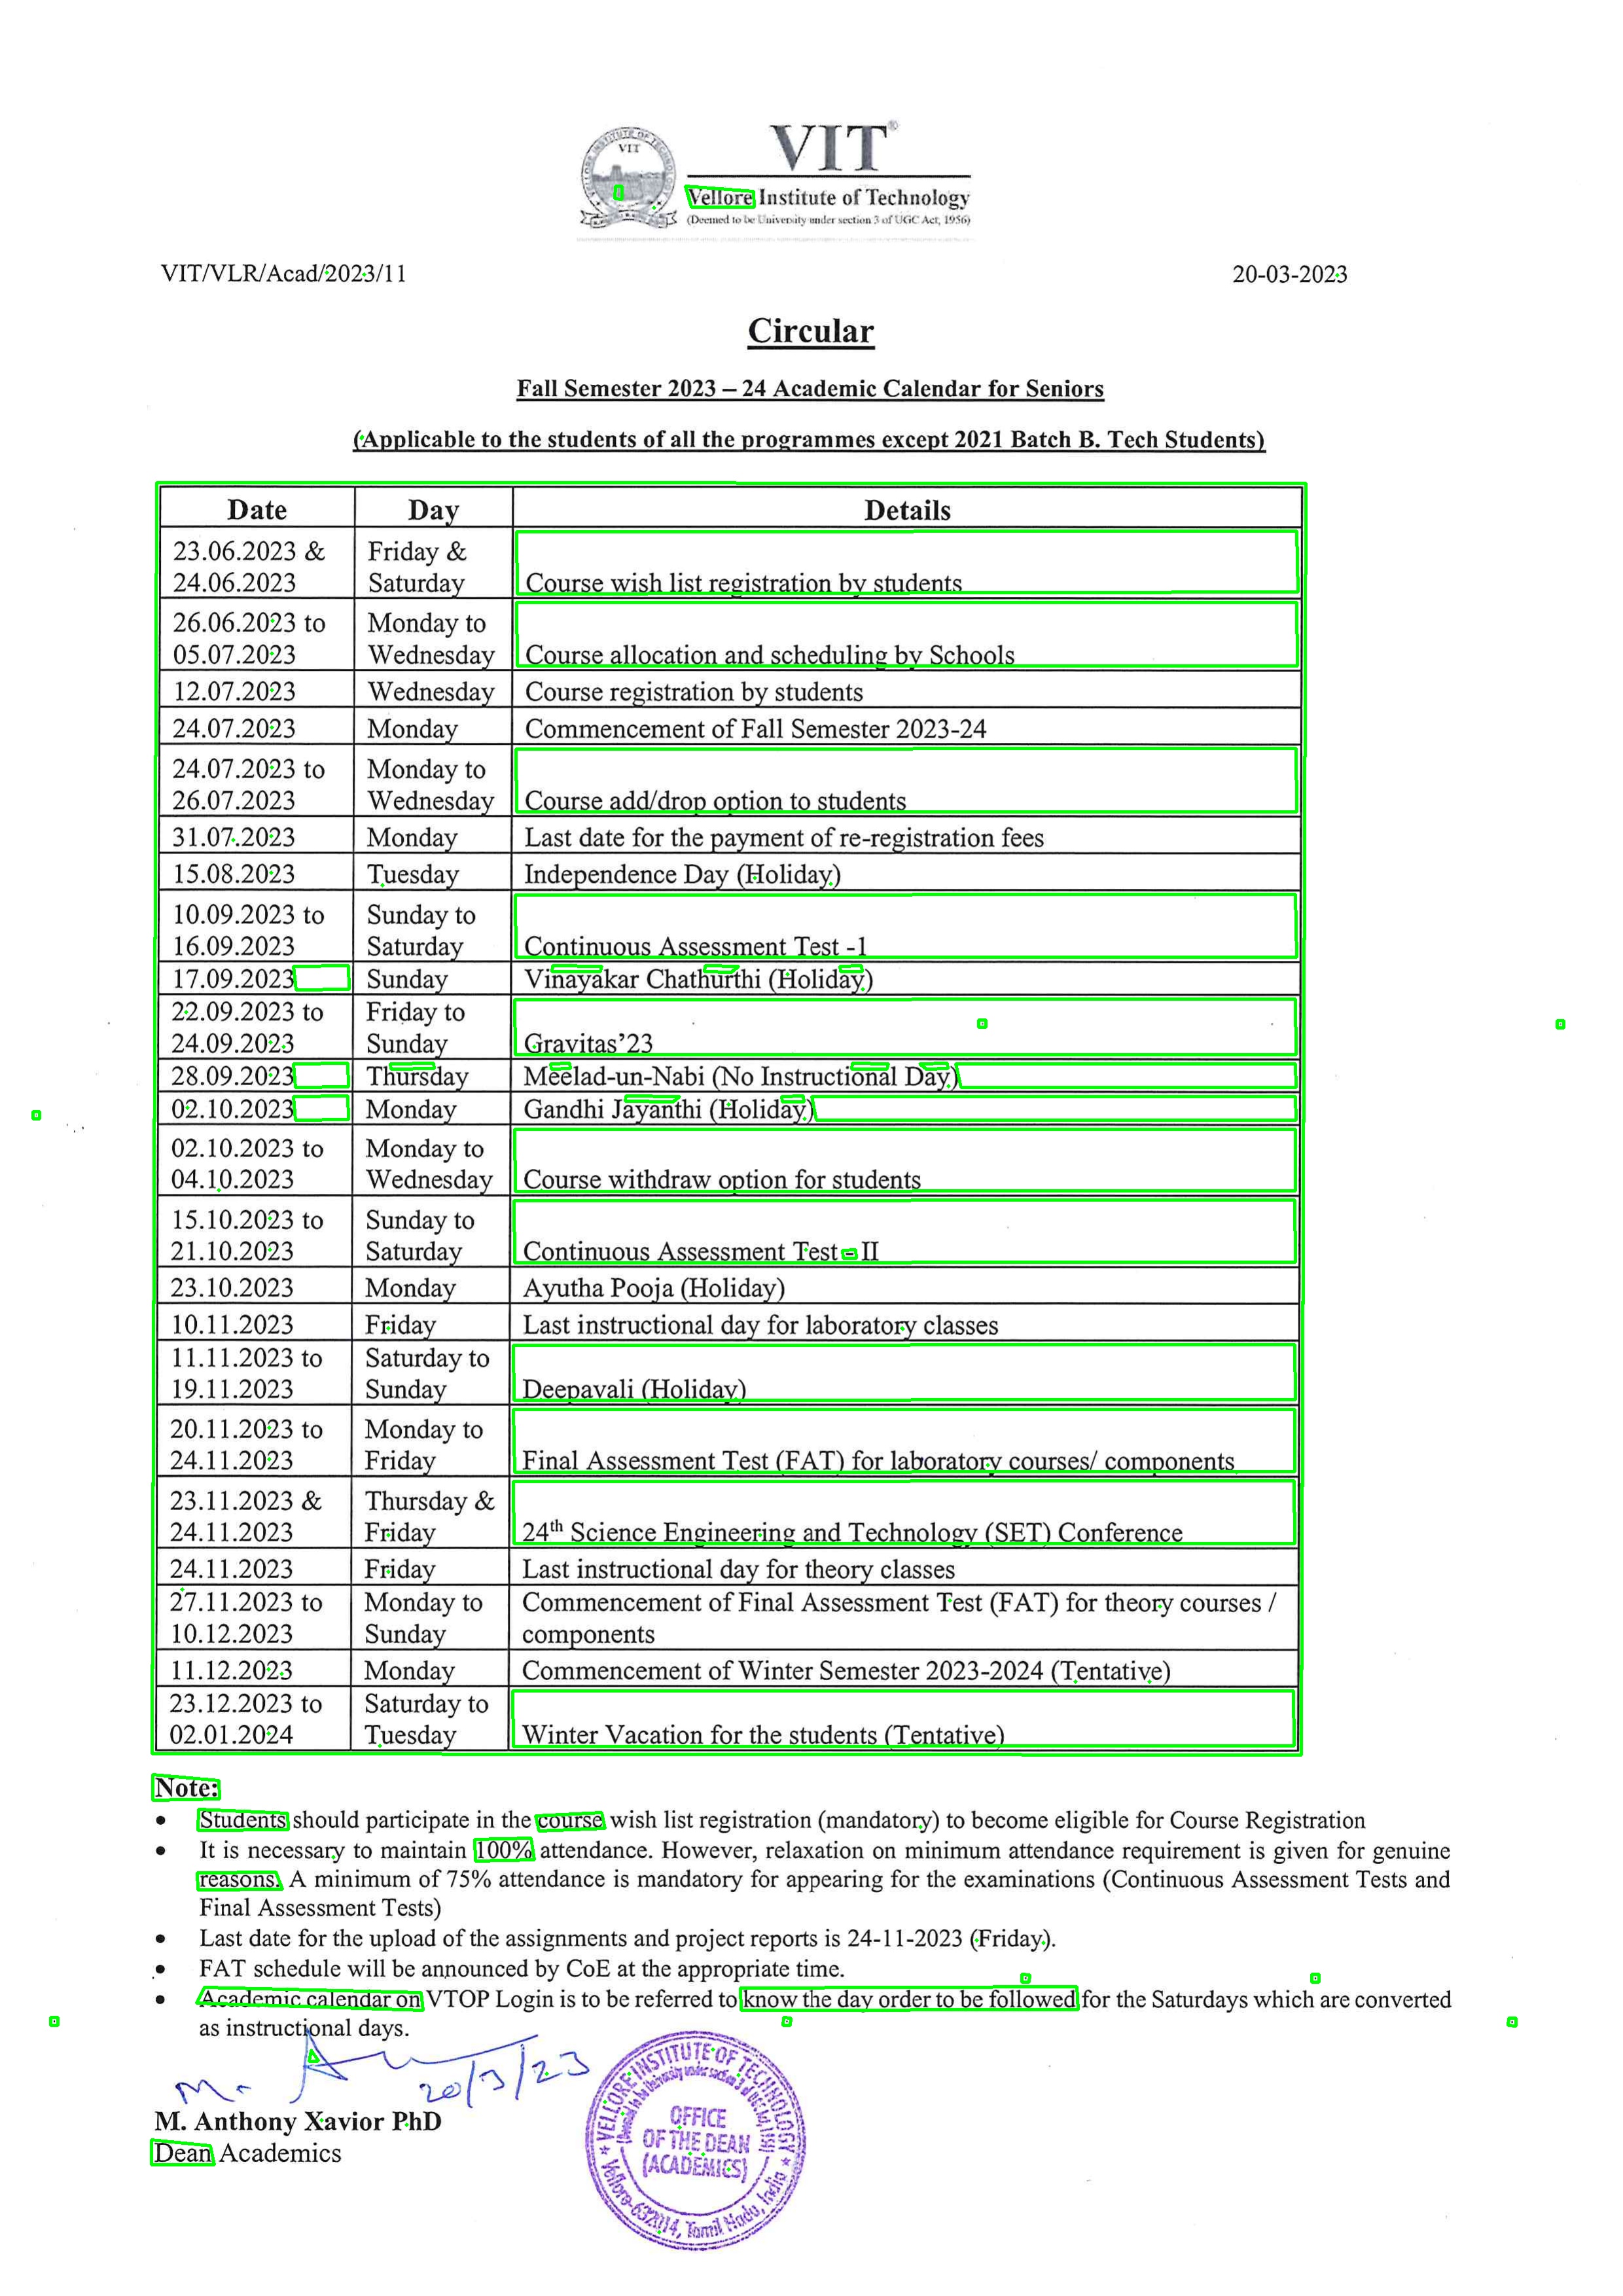 VIT®
VIT
Vellore Institute of Technology
(Deemed to be University under section 3 of UGC Act, 1956)
VIT/VLR/Acad/2023/11 20-03-2023
Circular
Fall Semester 2023 – 24 Academic Calendar for Seniors
(Applicable to the students of all the programmes except 2021 Batch B. Tech Students)
Date Day Details
23.06.2023 & Friday &
24.06.2023 Saturday Course wish list registration by students
26.06.2023 to Monday to
05.07.2023 Wednesday Course allocation and scheduling by Schools
12.07.2023 Wednesday Course registration by students
24.07.2023 Monday Commencement of Fall Semester 2023-24
24.07.2023 to Monday to
26.07.2023 Wednesday Course add/drop option to students
31.07.2023 Monday Last date for the payment of re-registration fees
15.08.2023 Tuesday Independence Day (Holiday)
10.09.2023 to Sunday to
16.09.2023 Saturday Continuous Assessment Test -1
17.09.2023 Sunday Vinayakar Chathurthi (Holiday)
22.09.2023 to Friday to
24.09.2023 Sunday Gravitas’23
28.09.2023 Thursday Meelad-un-Nabi (No Instructional Day)
02.10.2023 Monday Gandhi Jayanthi (Holiday)
02.10.2023 to Monday to
04.10.2023 Wednesday Course withdraw option for students
15.10.2023 to Sunday to
21.10.2023 Saturday Continuous Assessment Test - II
23.10.2023 Monday Ayutha Pooja (Holiday)
10.11.2023 Friday Last instructional day for laboratory classes
11.11.2023 to Saturday to
19.11.2023 Sunday Deepavali (Holiday)
20.11.2023 to Monday to
24.11.2023 Friday Final Assessment Test (FAT) for laboratory courses/ components
23.11.2023 & Thursday &
24.11.2023 Friday 24th Science Engineering and Technology (SET) Conference
24.11.2023 Friday Last instructional day for theory classes
27.11.2023 to Monday to Commencement of Final Assessment Test (FAT) for theory courses /
10.12.2023 Sunday components
11.12.2023 Monday Commencement of Winter Semester 2023-2024 (Tentative)
23.12.2023 to Saturday to
02.01.2024 Tuesday Winter Vacation for the students (Tentative)
Note:
• Students should participate in the course wish list registration (mandatory) to become eligible for Course Registration
• It is necessary to maintain 100% attendance. However, relaxation on minimum attendance requirement is given for genuine
reasons. A minimum of 75% attendance is mandatory for appearing for the examinations (Continuous Assessment Tests and
Final Assessment Tests)
• Last date for the upload of the assignments and project reports is 24-11-2023 (Friday).
• FAT schedule will be announced by CoE at the appropriate time.
• Academic calendar on VTOP Login is to be referred to know the day order to be followed for the Saturdays which are converted
as instructional days.
20/3/23
M. Anthony Xavior PhD
Dean Academics
VELLORE INSTITUTE OF TECHNOLOGY
OFFICE
OF THE DEAN
(ACADEMICS)
Vellore-632014, Tamil Nadu, India